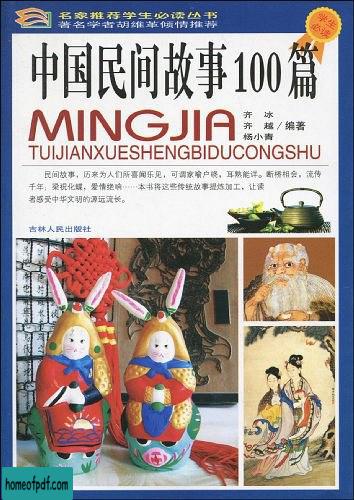 名家推荐学生必读丛书
著名学者胡维革倾情推荐
学生必读
中国民间故事100篇
MINGJIA
TUIJIANXUESHENGBIDUCONGSHU
齐冰
齐越/编著
杨小青
民间故事，历来为人们所喜闻乐见，可谓家喻户晓，耳熟能详。断桥相会，流传
千年，梁祝化蝶，爱情绝响……本书将这些传统故事提炼加工，让读
者感受中华文明的源远流长。
吉林人民出版社
homeofpdf.com